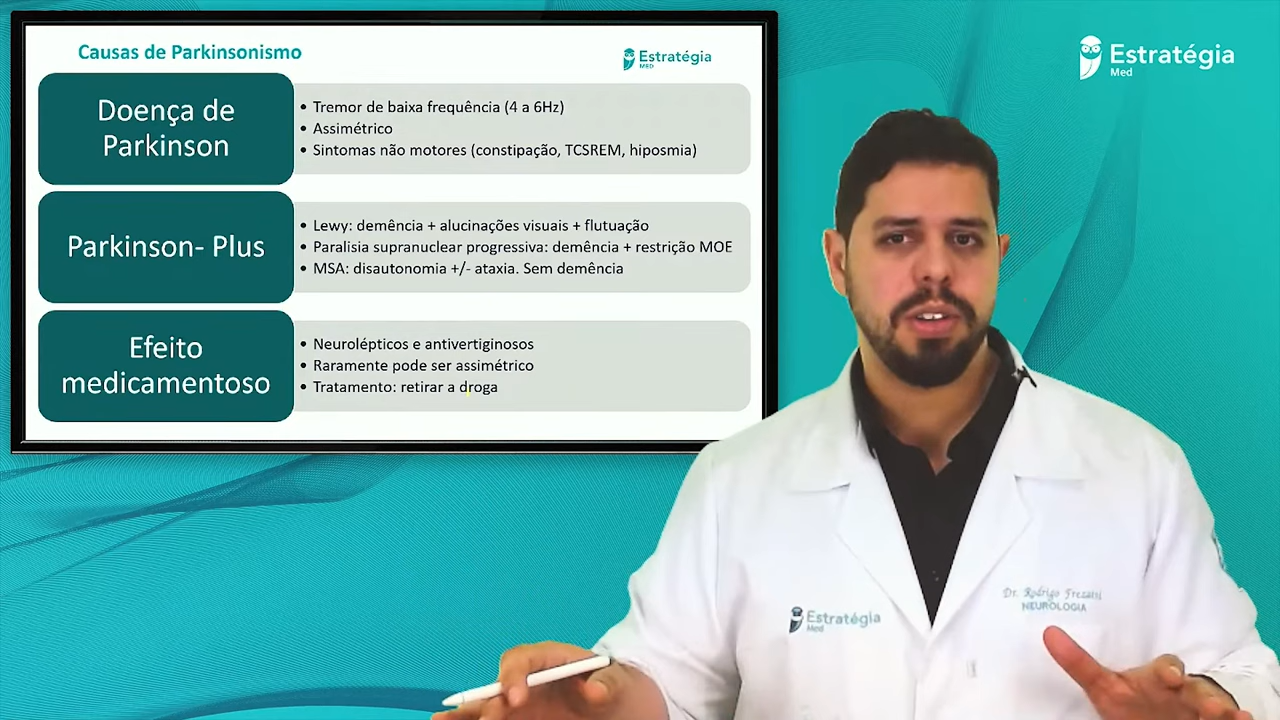 Causas de Parkinsonismo
Estratégia
MED
Doença de
Parkinson
• Tremor de baixa frequência (4 a 6Hz)
• Assimétrico
• Sintomas não motores (constipação, TCSREM, hiposmia)
Parkinson- Plus
• Lewy: demência + alucinações visuais + flutuação
• Paralisia supranuclear progressiva: demência + restrição MOE
• MSA: disautonomia +/- ataxia. Sem demência
Efeito
medicamentoso
• Neurolépticos e antivertiginosos
• Raramente pode ser assimétrico
• Tratamento: retirar a droga
Estratégia
Med
Estratégia
Med
Dr. Rodrigo
NEUROLOGIA